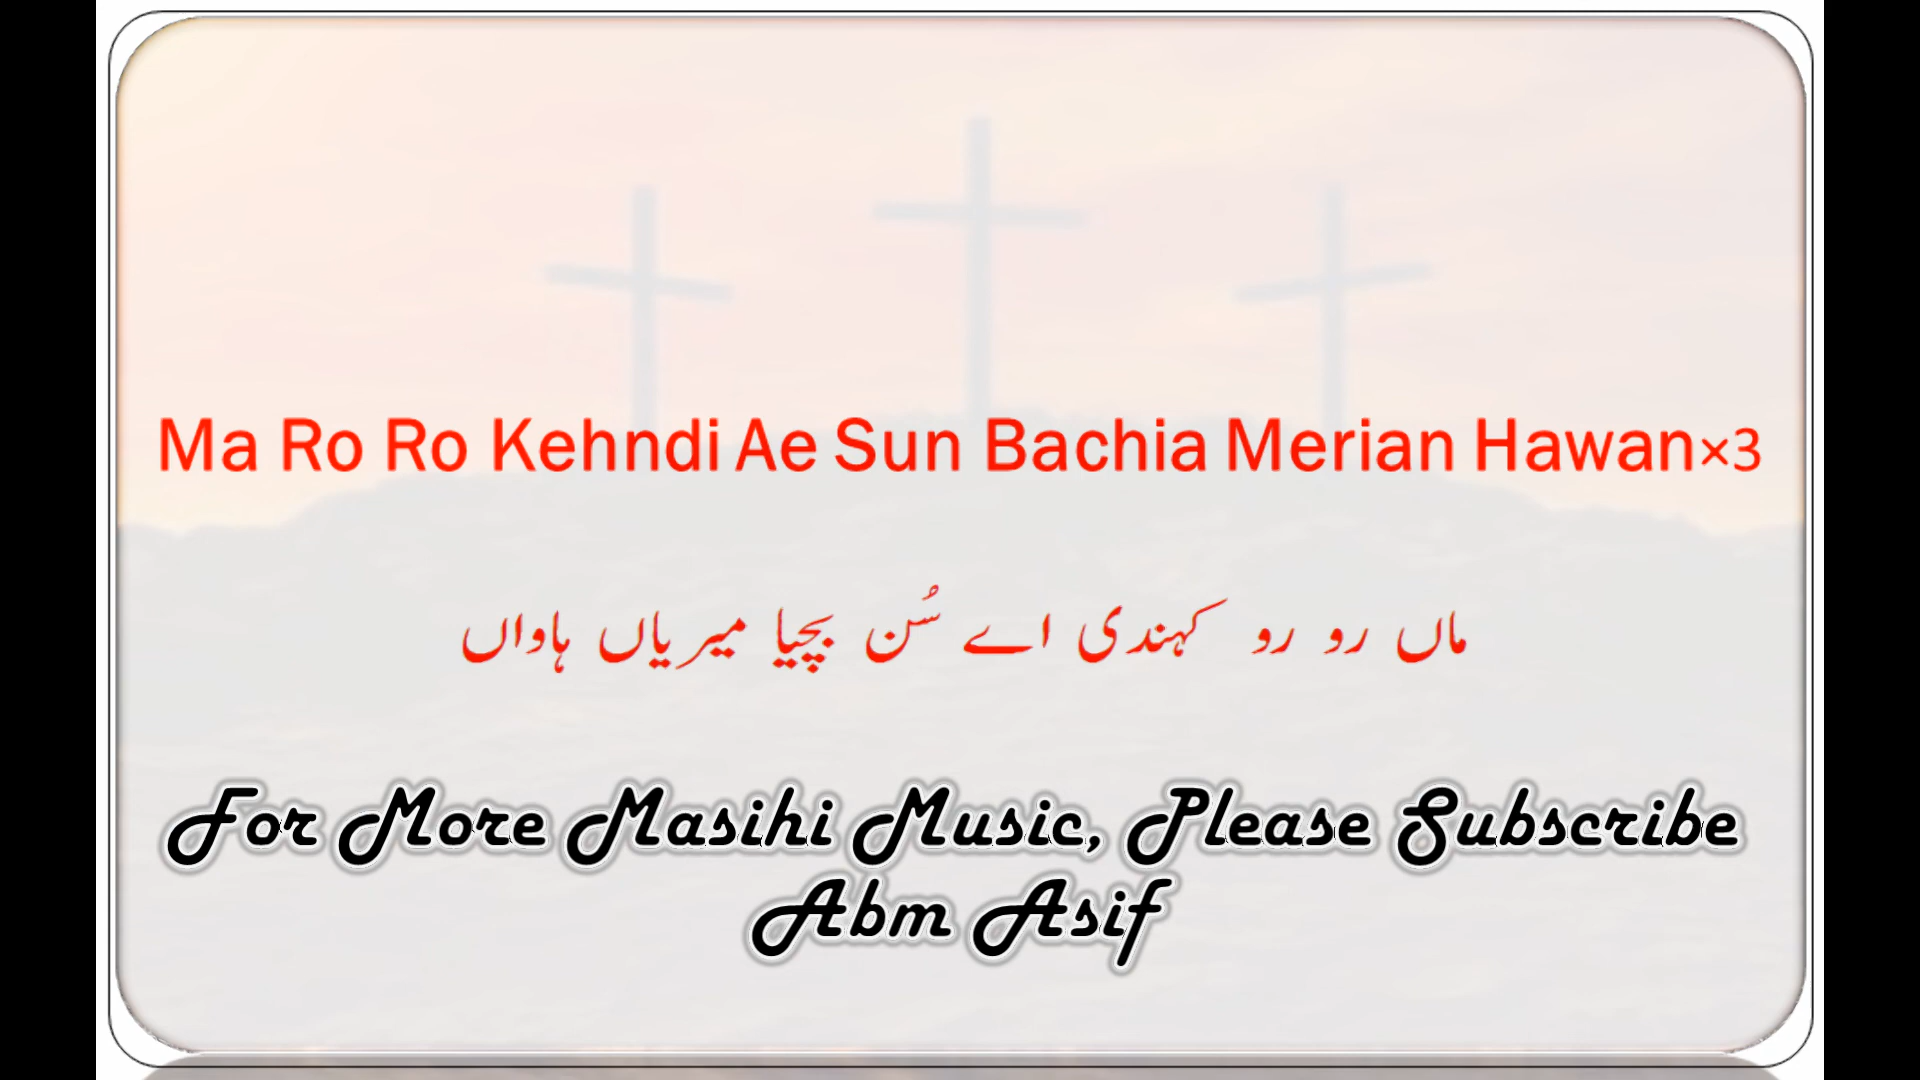 Ma Ro Ro Kehndi Ae Sun Bachia Merian Hawan×3
ماں رو رو کہندی اے سُن بچیا میریاں ہاواں
For More Masihi Music, Please Subscribe
Abm Asif